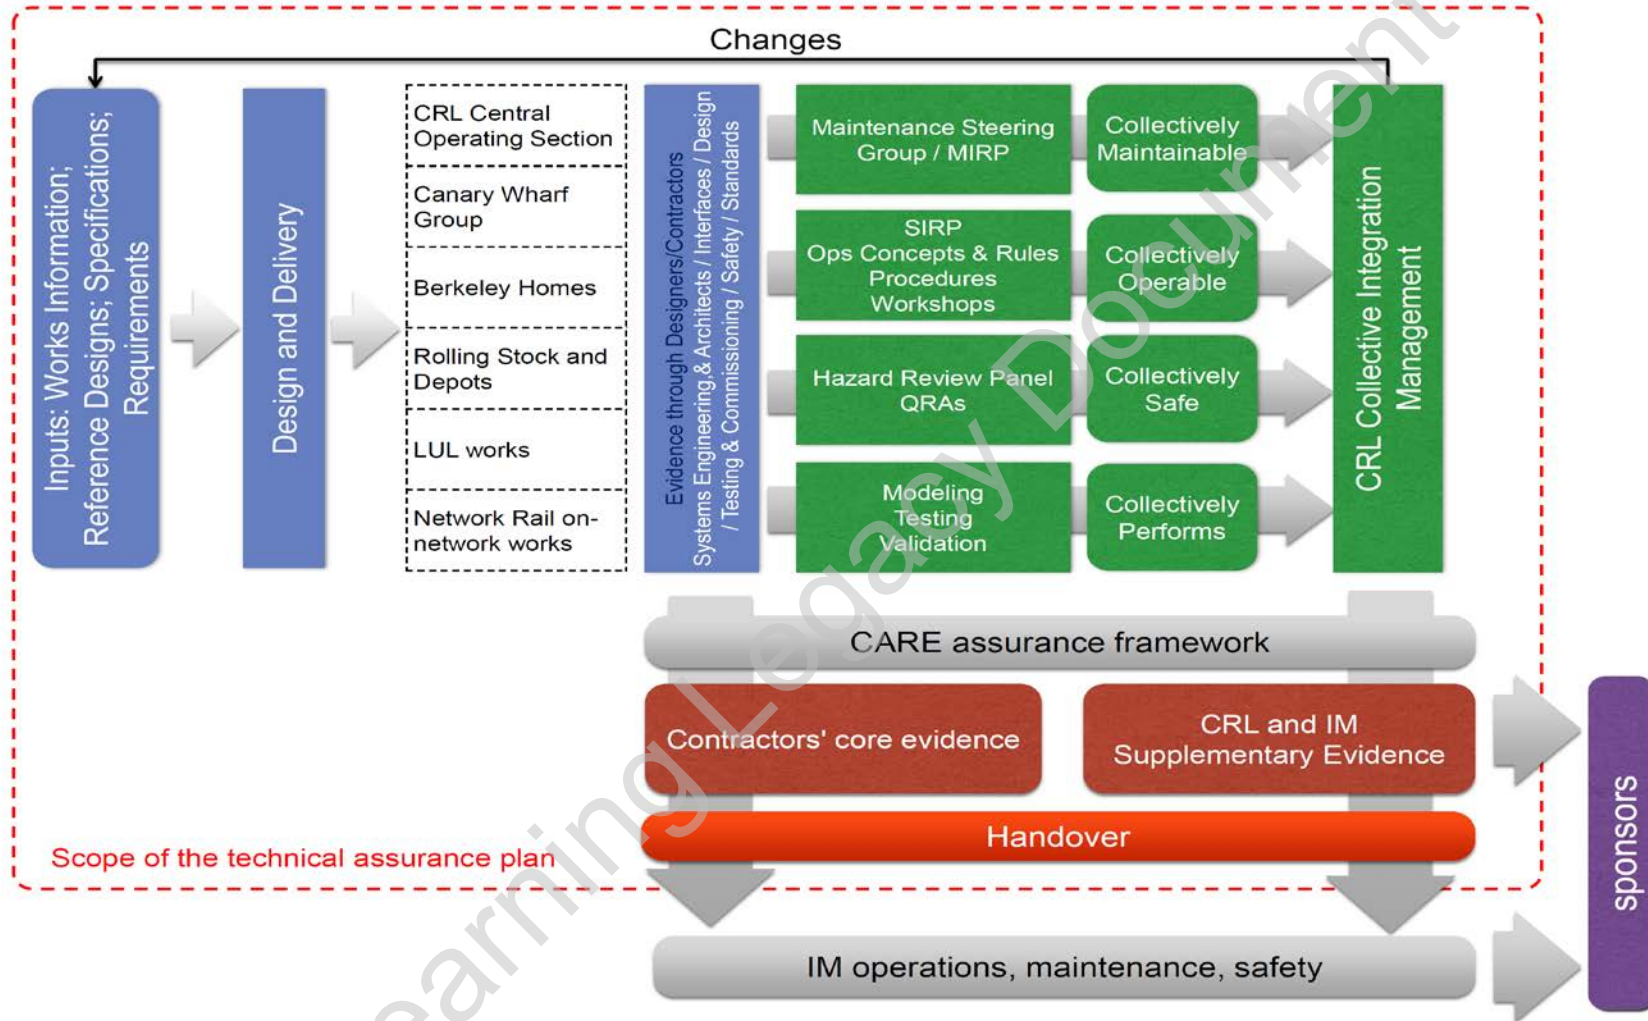 Changes
Inputs: Works Information;
Reference Designs; Specifications;
Requirements
Design and Delivery
CRL Central
Operating Section
Canary Wharf
Group
Berkeley Homes
Rolling Stock and
Depots
LUL works
Network Rail on-
network works
Evidence through Designers/Contractors
Systems Engineering,& Architects / Interfaces / Design
/ Testing & Commissioning / Safety / Standards
Maintenance Steering
Group / MIRP
Collectively
Maintainable
SIRP
Ops Concepts & Rules
Procedures
Workshops
Collectively
Operable
Hazard Review Panel
QRAs
Collectively
Safe
Modeling
Testing
Validation
Collectively
Performs
CRL Collective Integration
Management
CARE assurance framework
Contractors' core evidence
CRL and IM
Supplementary Evidence
Handover
Scope of the technical assurance plan
IM operations, maintenance, safety
sponsors
earning Legacy Document